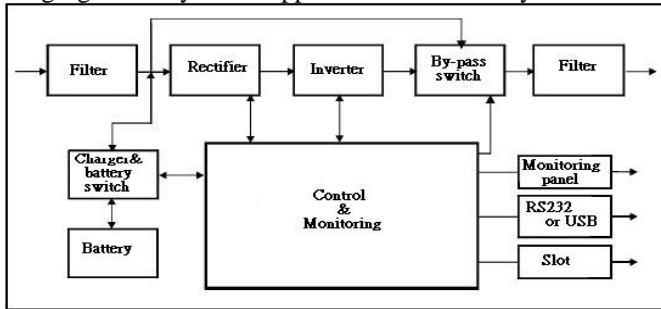 Filter
Rectifier
Inverter
By-pass
switch
Filter
Charger&
battery
switch
Battery
Control
&
Monitoring
Monitoring
panel
RS232
or USB
Slot